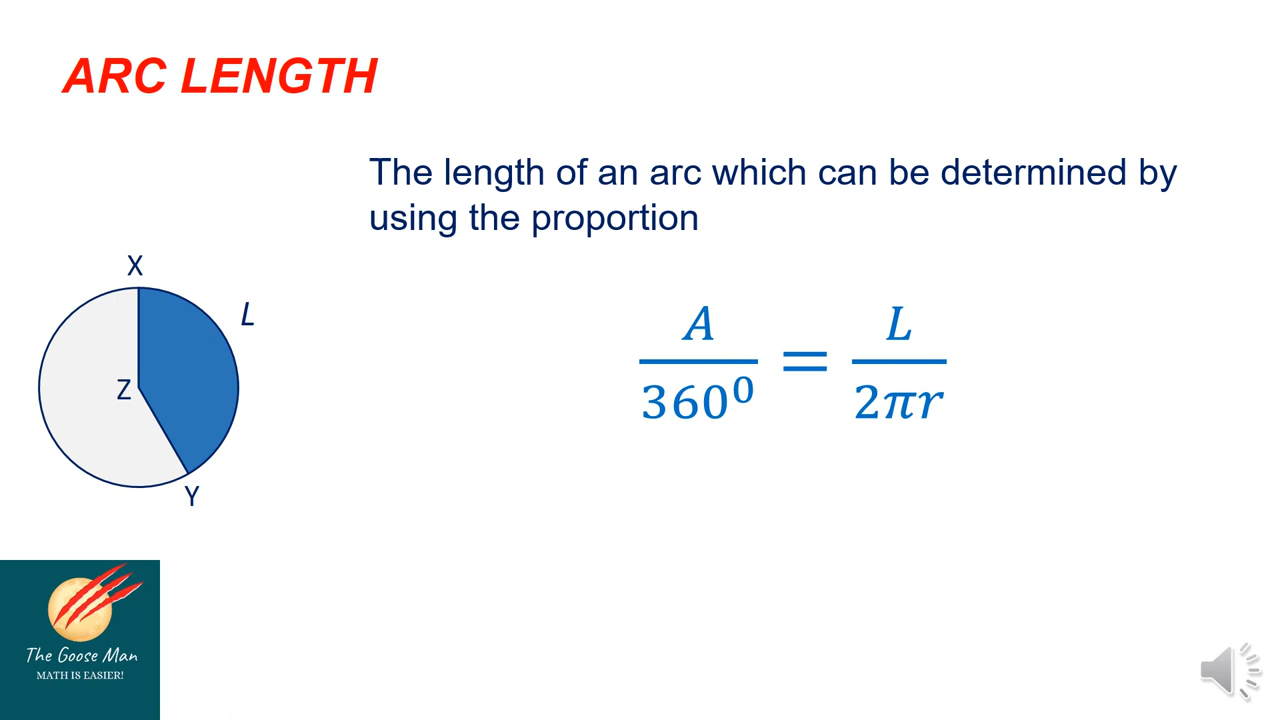 ARC LENGTH
The length of an arc which can be determined by
using the proportion
X
L
Z
Y
A/360⁰ = L/2πr
The Goose Man
MATH IS EASIER!